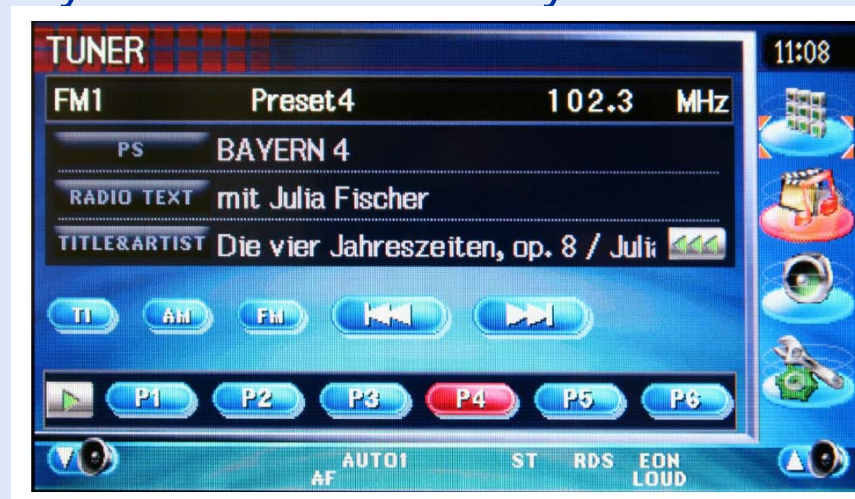 TUNER
11:08
FM1 Preset4 102.3 MHz
PS BAYERN 4
RADIO TEXT mit Julia Fischer
TITLE&ARTIST Die vier Jahreszeiten, op. 8 / Julia
TI AM FM
P1 P2 P3 P4 P5 P6
AUTO1 ST RDS EON
AF LOUD